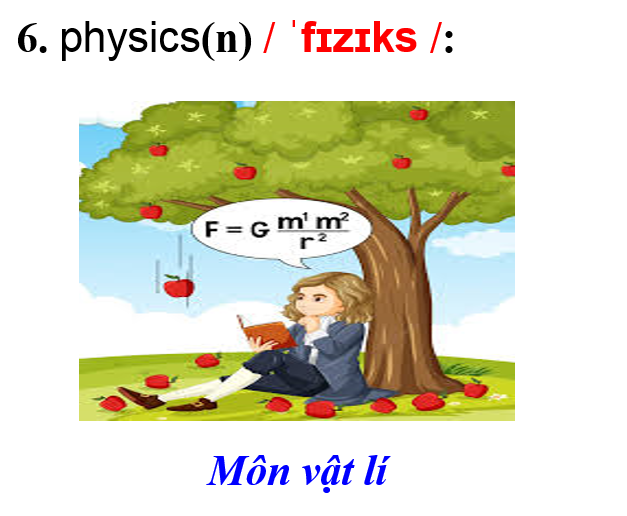 6. physics(n) / ˈfɪzɪks /:
F = G m¹ m² / r²
Môn vật lí